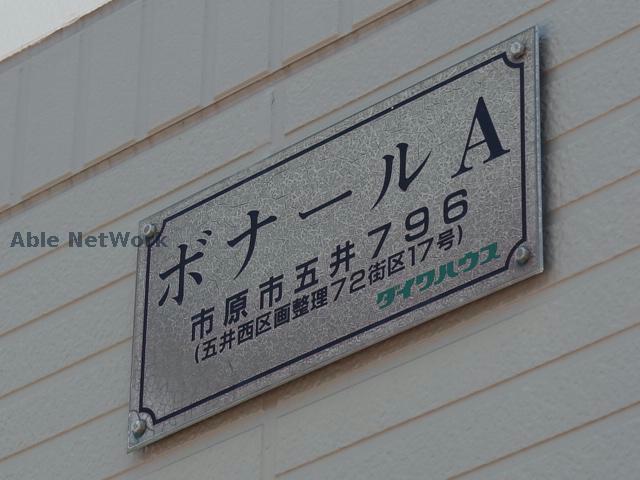 ボナールA
市原市五井796
(五井西区画整理72街区17号)
ダイワハウス
Able NetWork